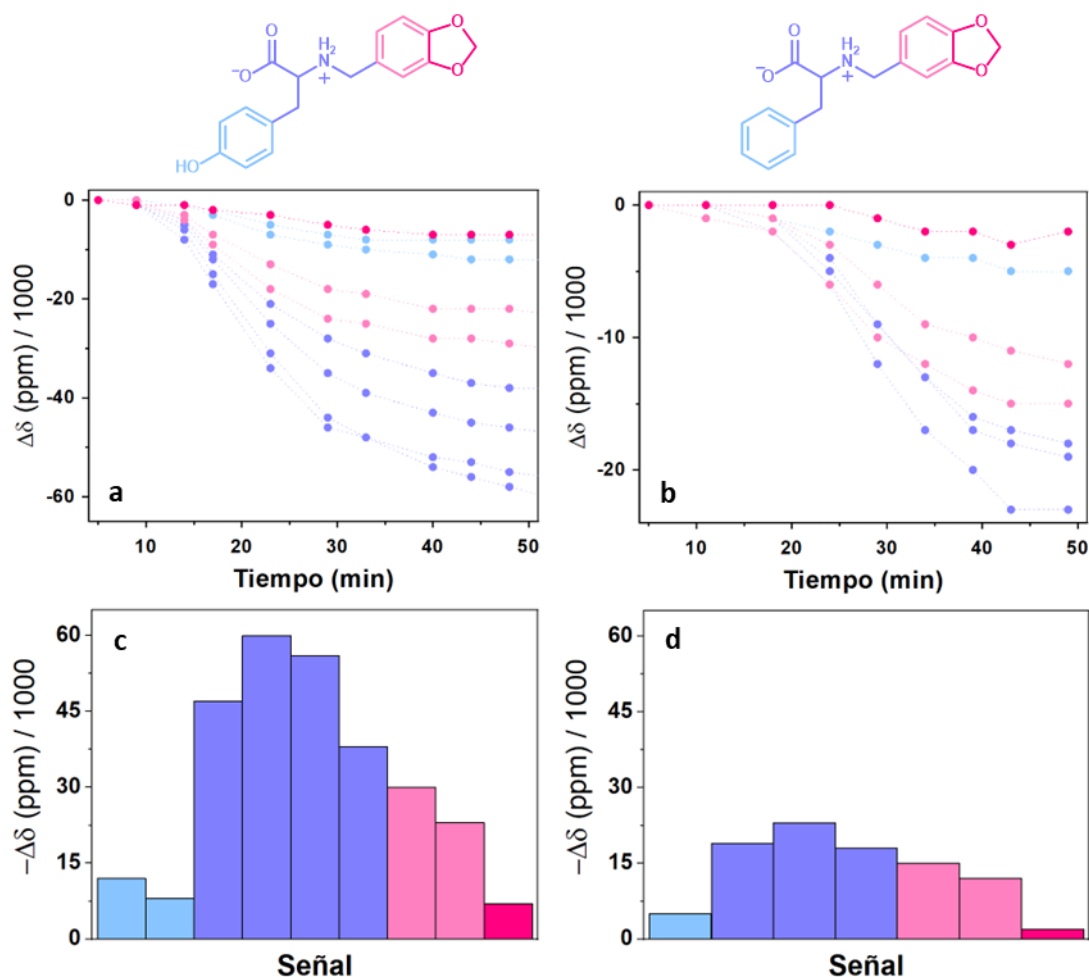 O
⁻O
H₂
N
+
O
O
HO
O
⁻O
H₂
N
+
O
O
Δδ (ppm) / 1000
0
-20
-40
-60
a
10 20 30 40 50
Tiempo (min)
Δδ (ppm) / 1000
0
-10
-20
b
10 20 30 40 50
Tiempo (min)
−Δδ (ppm) / 1000
60
45
30
15
0
c
Señal
−Δδ (ppm) / 1000
60
45
30
15
0
d
Señal